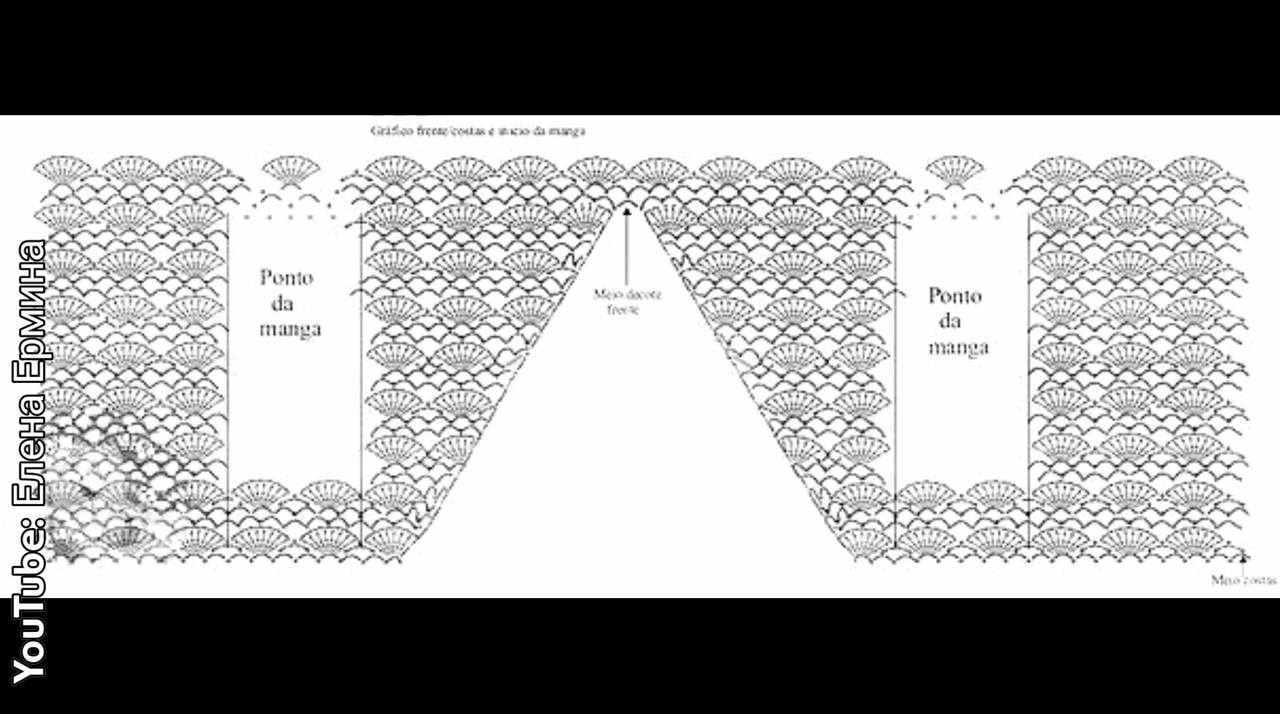 Gráfico frente/costas e inicio da manga
Ponto
da
manga
Meio decote
frente
Ponto
da
manga
Meio costas
YouTube: Елена Ермина